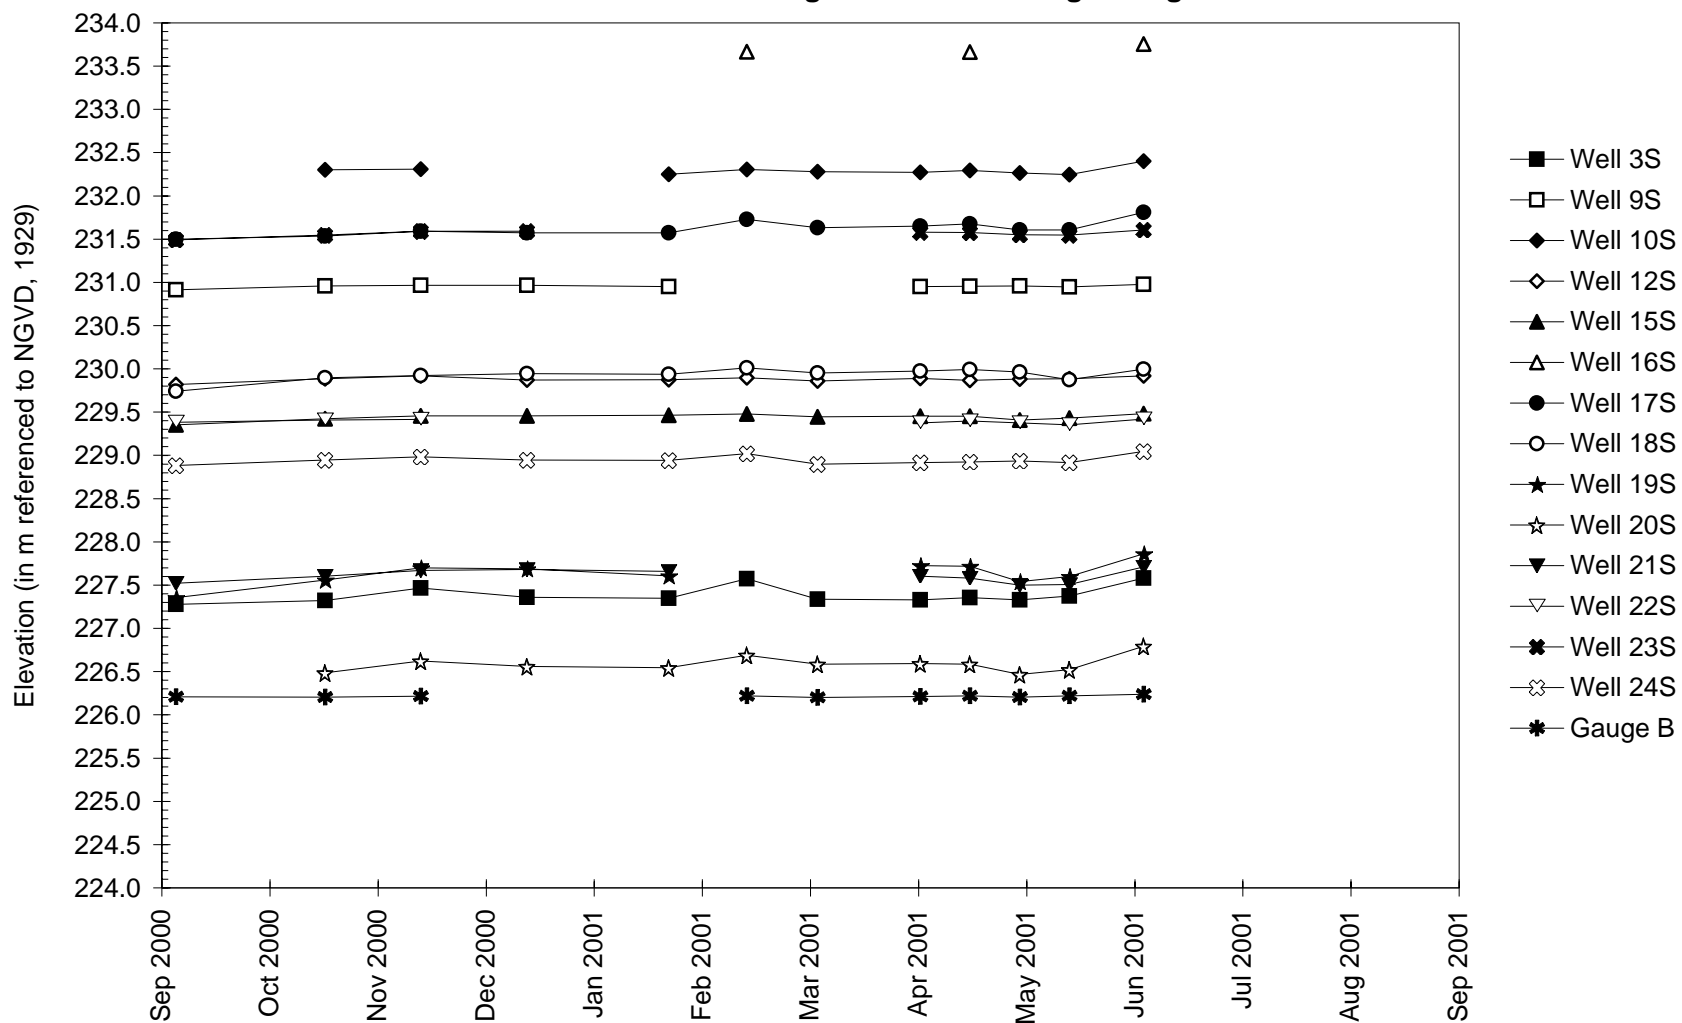 234.0
233.5
233.0
232.5
232.0
231.5
231.0
230.5
230.0
229.5
229.0
228.5
228.0
227.5
227.0
226.5
226.0
225.5
225.0
224.5
224.0
Elevation (in m referenced to NGVD, 1929)
Sep 2000
Oct 2000
Nov 2000
Dec 2000
Jan 2001
Feb 2001
Mar 2001
Apr 2001
May 2001
Jun 2001
Jul 2001
Aug 2001
Sep 2001
Well 3S
Well 9S
Well 10S
Well 12S
Well 15S
Well 16S
Well 17S
Well 18S
Well 19S
Well 20S
Well 21S
Well 22S
Well 23S
Well 24S
Gauge B